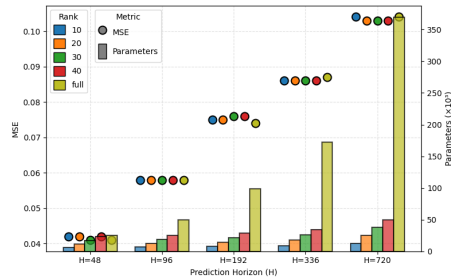 Rank
10
20
30
40
full
Metric
MSE
Parameters
MSE
0.10
0.09
0.08
0.07
0.06
0.05
0.04
Parameters (×10³)
350
300
250
200
150
100
50
0
H=48 H=96 H=192 H=336 H=720
Prediction Horizon (H)